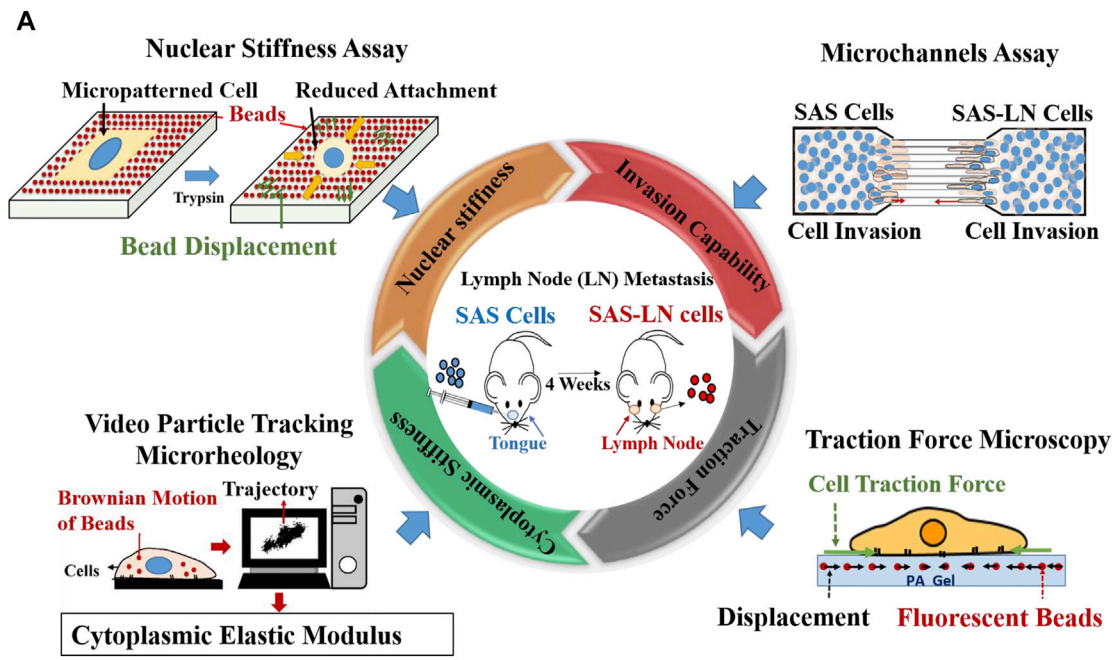 A
Nuclear Stiffness Assay
Micropatterned Cell
Reduced Attachment
Beads
Trypsin
Bead Displacement
Microchannels Assay
SAS Cells
SAS-LN Cells
Cell Invasion
Cell Invasion
Nuclear stiffness
Invasion Capability
Cytoplasmic Stiffness
Traction Force
Lymph Node (LN) Metastasis
SAS Cells
SAS-LN cells
4 Weeks
Tongue
Lymph Node
Video Particle Tracking
Microrheology
Brownian Motion
of Beads
Trajectory
Cells
Cytoplasmic Elastic Modulus
Traction Force Microscopy
Cell Traction Force
PA Gel
Displacement
Fluorescent Beads